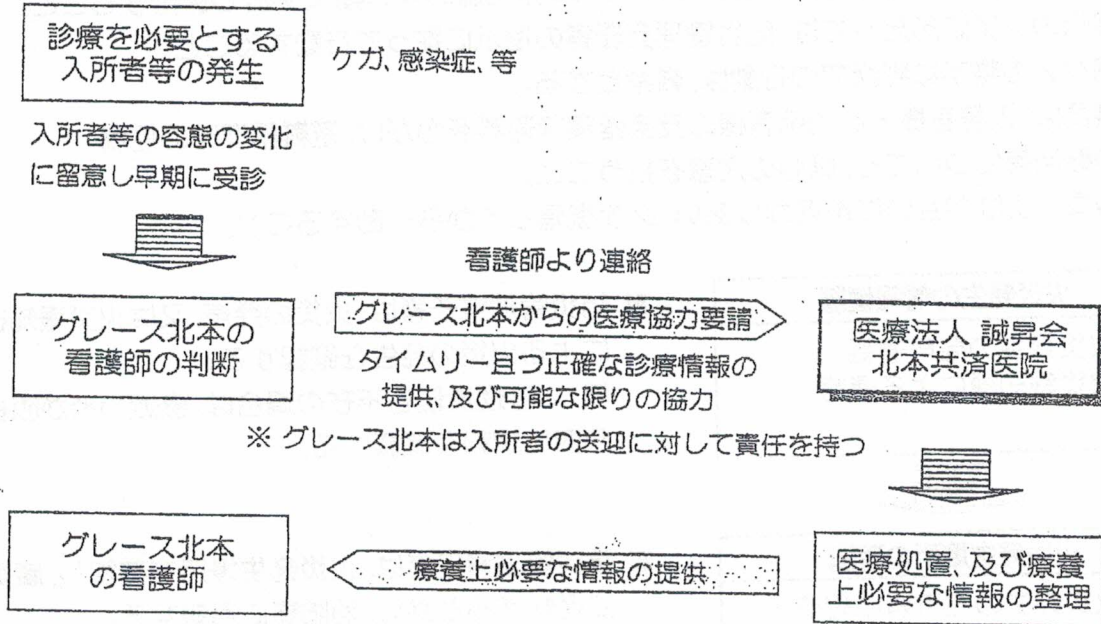 診療を必要とする
入所者等の発生
ケガ、感染症、等
入所者等の容態の変化
に留意し早期に受診
看護師より連絡
グレース北本の
看護師の判断
グレース北本からの医療協力要請
タイムリー且つ正確な診療情報の
提供、及び可能な限りの協力
医療法人 誠昇会
北本共済医院
※ グレース北本は入所者の送迎に対して責任を持つ
グレース北本
の看護師
療養上必要な情報の提供
医療処置、及び療養
上必要な情報の整理